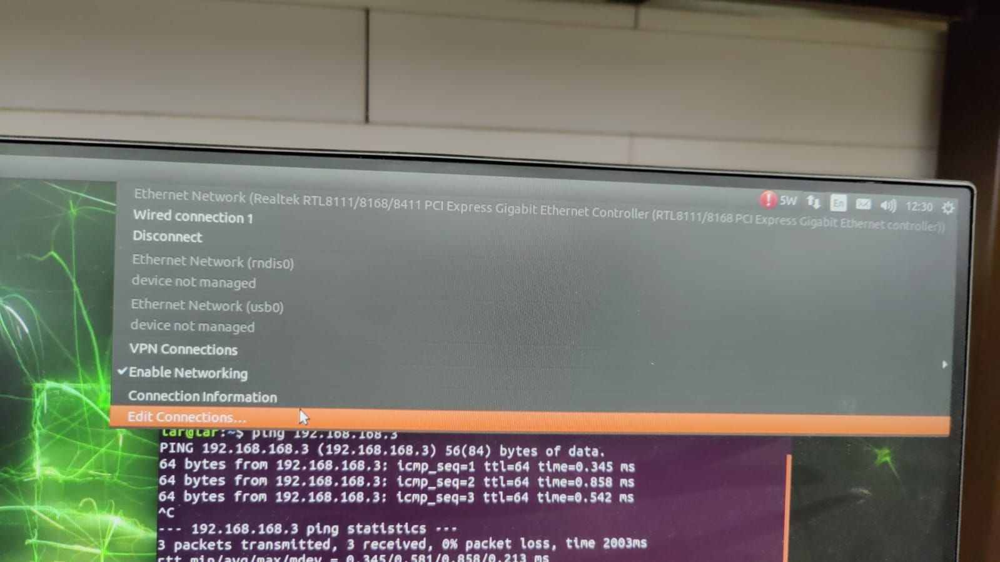 Ethernet Network (Realtek RTL8111/8168/8411 PCI Express Gigabit Ethernet Controller (RTL8111/8168 PCI Express Gigabit Ethernet controller))
5W En 12:30
Wired connection 1
Disconnect
Ethernet Network (rndis0)
device not managed
Ethernet Network (usb0)
device not managed
VPN Connections
Enable Networking
Connection Information
Edit Connections...
tar@tar:~$ ping 192.168.168.3
PING 192.168.168.3 (192.168.168.3) 56(84) bytes of data.
64 bytes from 192.168.168.3: icmp_seq=1 ttl=64 time=0.345 ms
64 bytes from 192.168.168.3: icmp_seq=2 ttl=64 time=0.858 ms
64 bytes from 192.168.168.3: icmp_seq=3 ttl=64 time=0.542 ms
^C
--- 192.168.168.3 ping statistics ---
3 packets transmitted, 3 received, 0% packet loss, time 2003ms
rtt min/avg/max/mdev = 0.345/0.581/0.858/0.213 ms